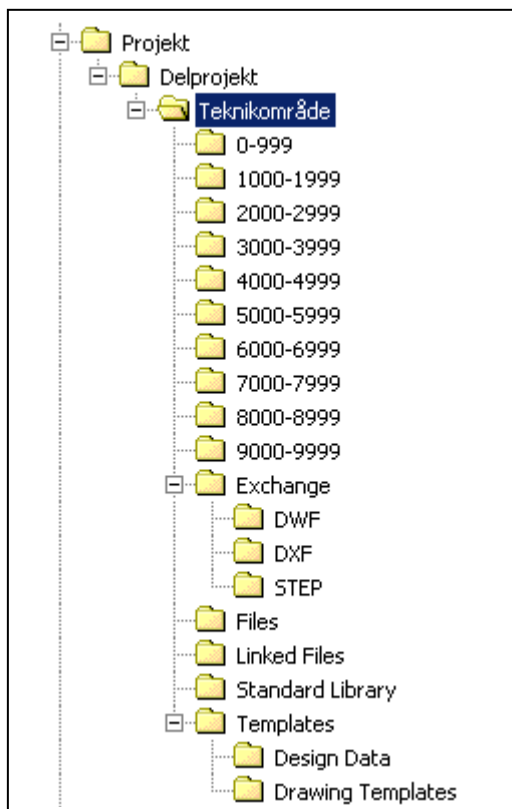 Projekt
Delprojekt
Teknikområde
0-999
1000-1999
2000-2999
3000-3999
4000-4999
5000-5999
6000-6999
7000-7999
8000-8999
9000-9999
Exchange
DWF
DXF
STEP
Files
Linked Files
Standard Library
Templates
Design Data
Drawing Templates